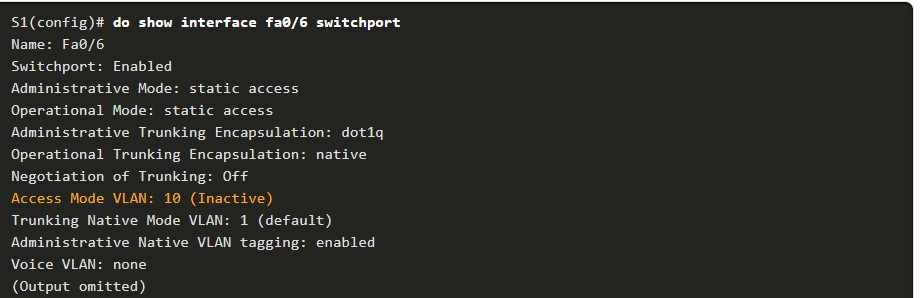 S1(config)# do show interface fa0/6 switchport
Name: Fa0/6
Switchport: Enabled
Administrative Mode: static access
Operational Mode: static access
Administrative Trunking Encapsulation: dot1q
Operational Trunking Encapsulation: native
Negotiation of Trunking: Off
Access Mode VLAN: 10 (Inactive)
Trunking Native Mode VLAN: 1 (default)
Administrative Native VLAN tagging: enabled
Voice VLAN: none
(Output omitted)